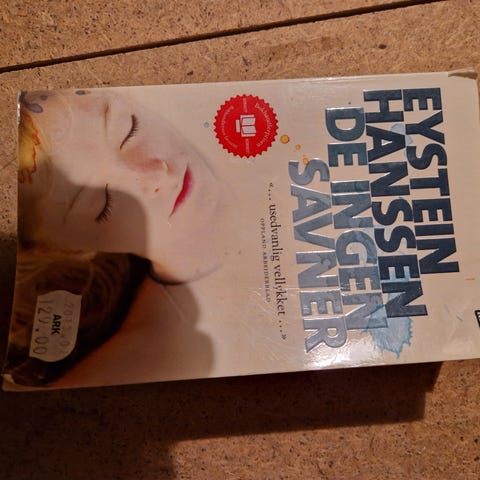 EYSTEIN
HANSSEN
DE INGEN
SAVNER
«... usedvanlig vellykket ...»
OPPLAND ARBEIDERBLAD
ARK
129.00